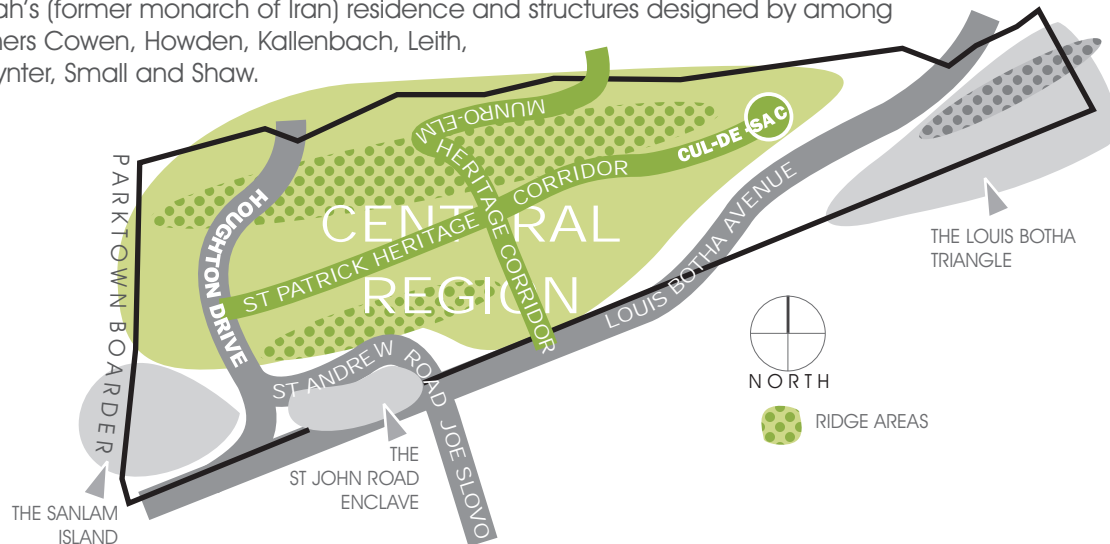 ah's (former monarch of Iran) residence and structures designed by among
ners Cowen, Howden, Kallenbach, Leith,
ynter, Small and Shaw.
MUNRO-ELM HERITAGE CORRIDOR
CUL-DE-SAC
ST PATRICK HERITAGE CORRIDOR
CENTRAL
REGION
HOUGHTON DRIVE
PARKTOWN BOARDER
LOUIS BOTHA AVENUE
ST ANDREW ROAD
JOE SLOVO
THE LOUIS BOTHA
TRIANGLE
NORTH
RIDGE AREAS
THE
ST JOHN ROAD
ENCLAVE
THE SANLAM
ISLAND